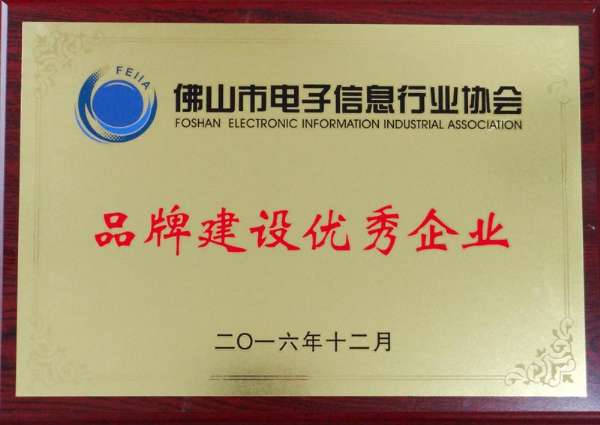 FEIIA
佛山市电子信息行业协会
FOSHAN ELECTRONIC INFORMATION INDUSTRIAL ASSOCIATION
品牌建设优秀企业
二〇一六年十二月